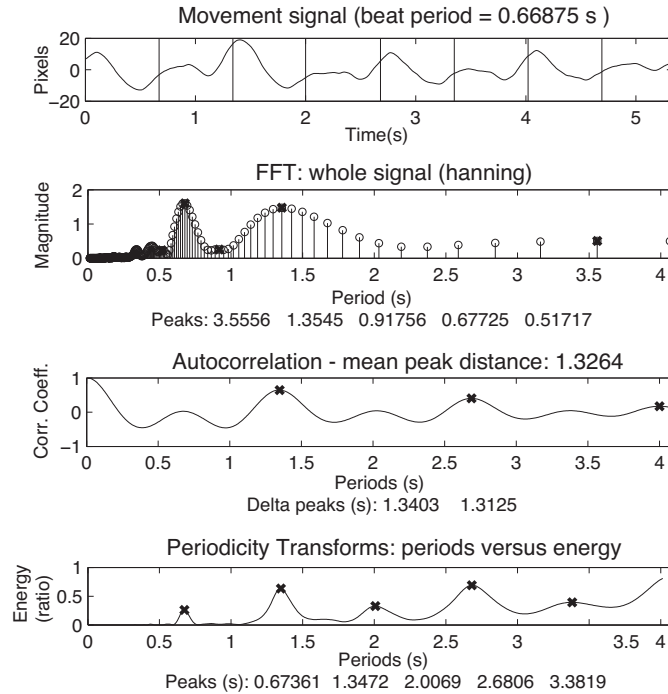 Movement signal (beat period = 0.66875 s )
20
0
−20
Pixels
0 1 2 3 4 5
Time(s)
FFT: whole signal (hanning)
2
1
0
Magnitude
0 0.5 1 1.5 2 2.5 3 3.5 4
Period (s)
Peaks: 3.5556 1.3545 0.91756 0.67725 0.51717
Autocorrelation - mean peak distance: 1.3264
1
0
−1
Corr. Coeff.
0 0.5 1 1.5 2 2.5 3 3.5 4
Periods (s)
Delta peaks (s): 1.3403 1.3125
Periodicity Transforms: periods versus energy
1
0.5
0
Energy
(ratio)
0 0.5 1 1.5 2 2.5 3 3.5 4
Periods (s)
Peaks (s): 0.67361 1.3472 2.0069 2.6806 3.3819